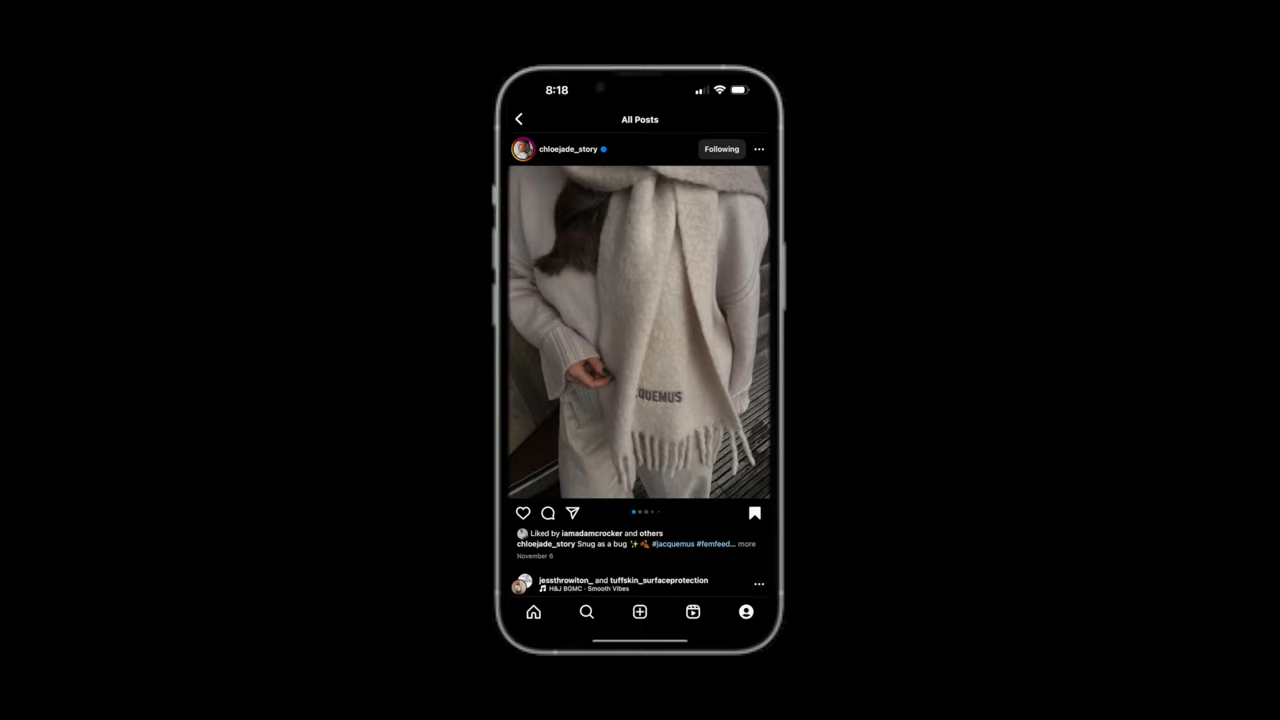 8:18
All Posts
chloejade_story
Following
QUEMUS
Liked by iamadamcrocker and others
chloejade_story Snug as a bug ✨🍂 #jacquemus #femfeed... more
November 6
jessthrowiton_ and tuffskin_surfaceprotection
H&J BGMC · Smooth Vibes